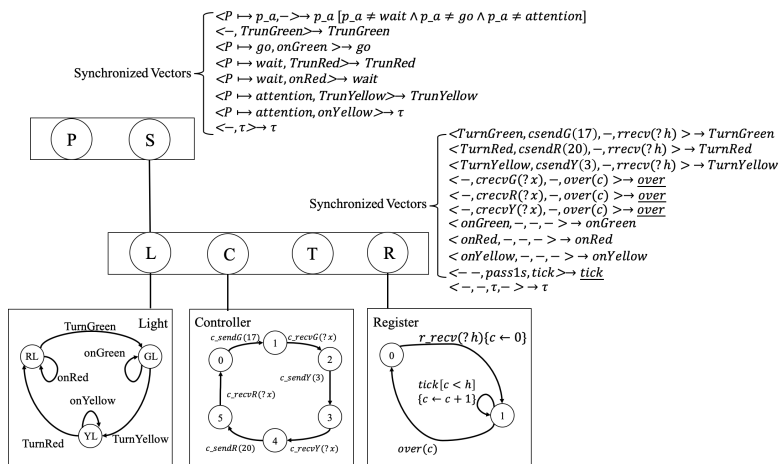 <P ↦ p_a,−>→ p_a [p_a ≠ wait ∧ p_a ≠ go ∧ p_a ≠ attention]
<−, TrunGreen>→ TrunGreen
<P ↦ go, onGreen >→ go
<P ↦ wait, TrunRed>→ TrunRed
<P ↦ wait, onRed>→ wait
<P ↦ attention, TrunYellow>→ TrunYellow
<P ↦ attention, onYellow>→ τ
<−, τ>→ τ
Synchronized Vectors
P
S
<TurnGreen, csendG(17), −, rrecv(? h) >→ TurnGreen
<TurnRed, csendR(20), −, rrecv(? h) >→ TurnRed
<TurnYellow, csendY(3), −, rrecv(? h) >→ TurnYellow
<−, crecvG(? x), −, over(c) >→ over
<−, crecvR(? x), −, over(c) >→ over
<−, crecvY(? x), −, over(c) >→ over
< onGreen, −, −, − >→ onGreen
< onRed, −, −, − >→ onRed
< onYellow, −, −, − >→ onYellow
<− −, pass1s, tick>→ tick
<−, −, τ, − >→ τ
Synchronized Vectors
L
C
T
R
Light
TurnGreen
RL
onGreen
GL
onRed
onYellow
YL
TurnRed
TurnYellow
Controller
c_sendG(17)
c_recvG(? x)
0
1
2
c_sendY(3)
c_recvR(? x)
5
4
3
c_sendR(20)
c_recvY(? x)
Register
r_recv(? h){c ← 0}
0
tick[c < h]
{c ← c + 1}
1
over(c)